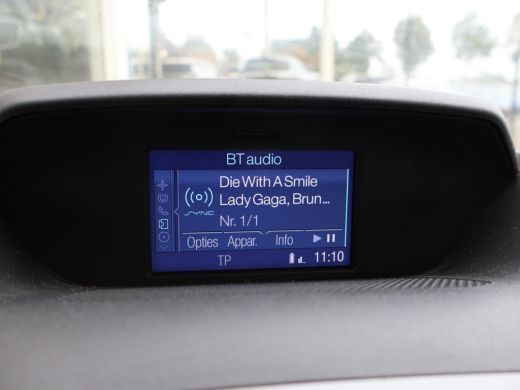 BT audio
Die With A Smile
Lady Gaga, Brun...
SYNC
Nr. 1/1
Opties Appar. Info
TP 11:10